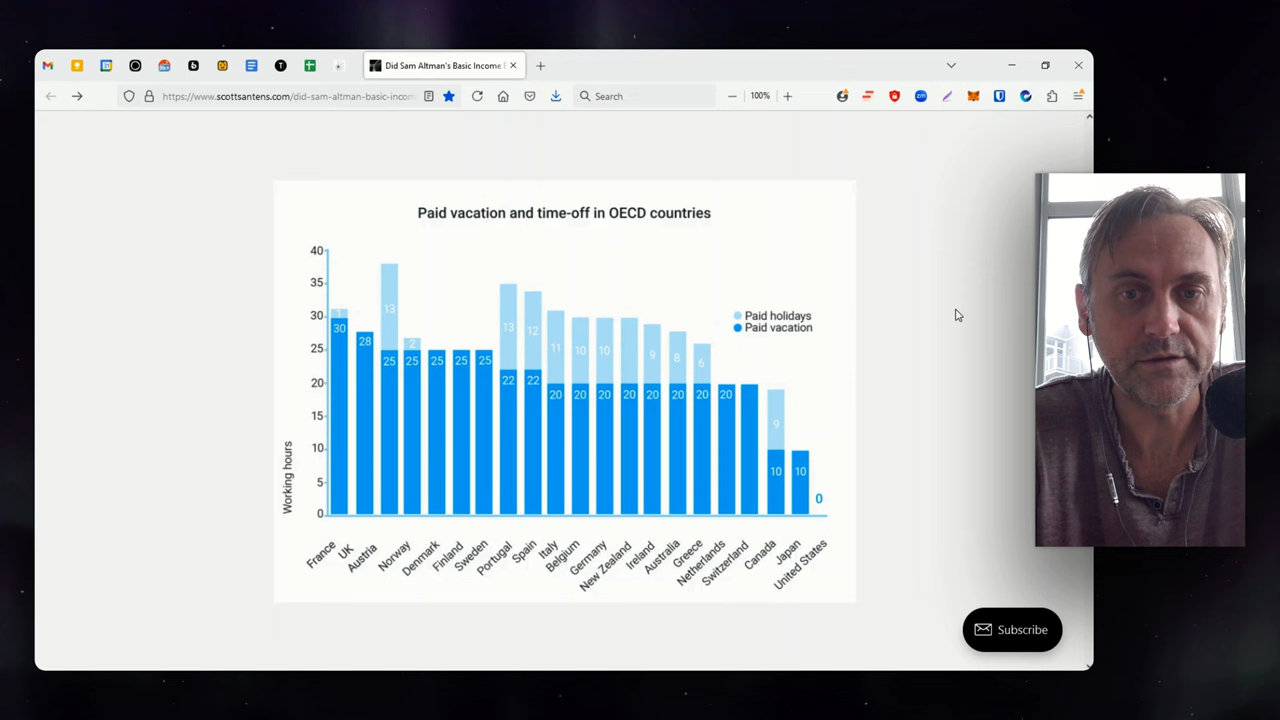 Did Sam Altman's Basic Income E
https://www.scottsantens.com/did-sam-altman-basic-incom
Search
100%
Paid vacation and time-off in OECD countries
40
35
30
25
20
15
10
5
0
Working hours
Paid holidays
Paid vacation
1
30
28
13
25
2
25
25
25
25
13
22
12
22
11
20
10
20
10
20
20
9
20
8
20
6
20
20
9
10
10
0
France
UK
Austria
Norway
Denmark
Finland
Sweden
Portugal
Spain
Italy
Belgium
Germany
New Zealand
Ireland
Australia
Greece
Netherlands
Switzerland
Canada
Japan
United States
Subscribe